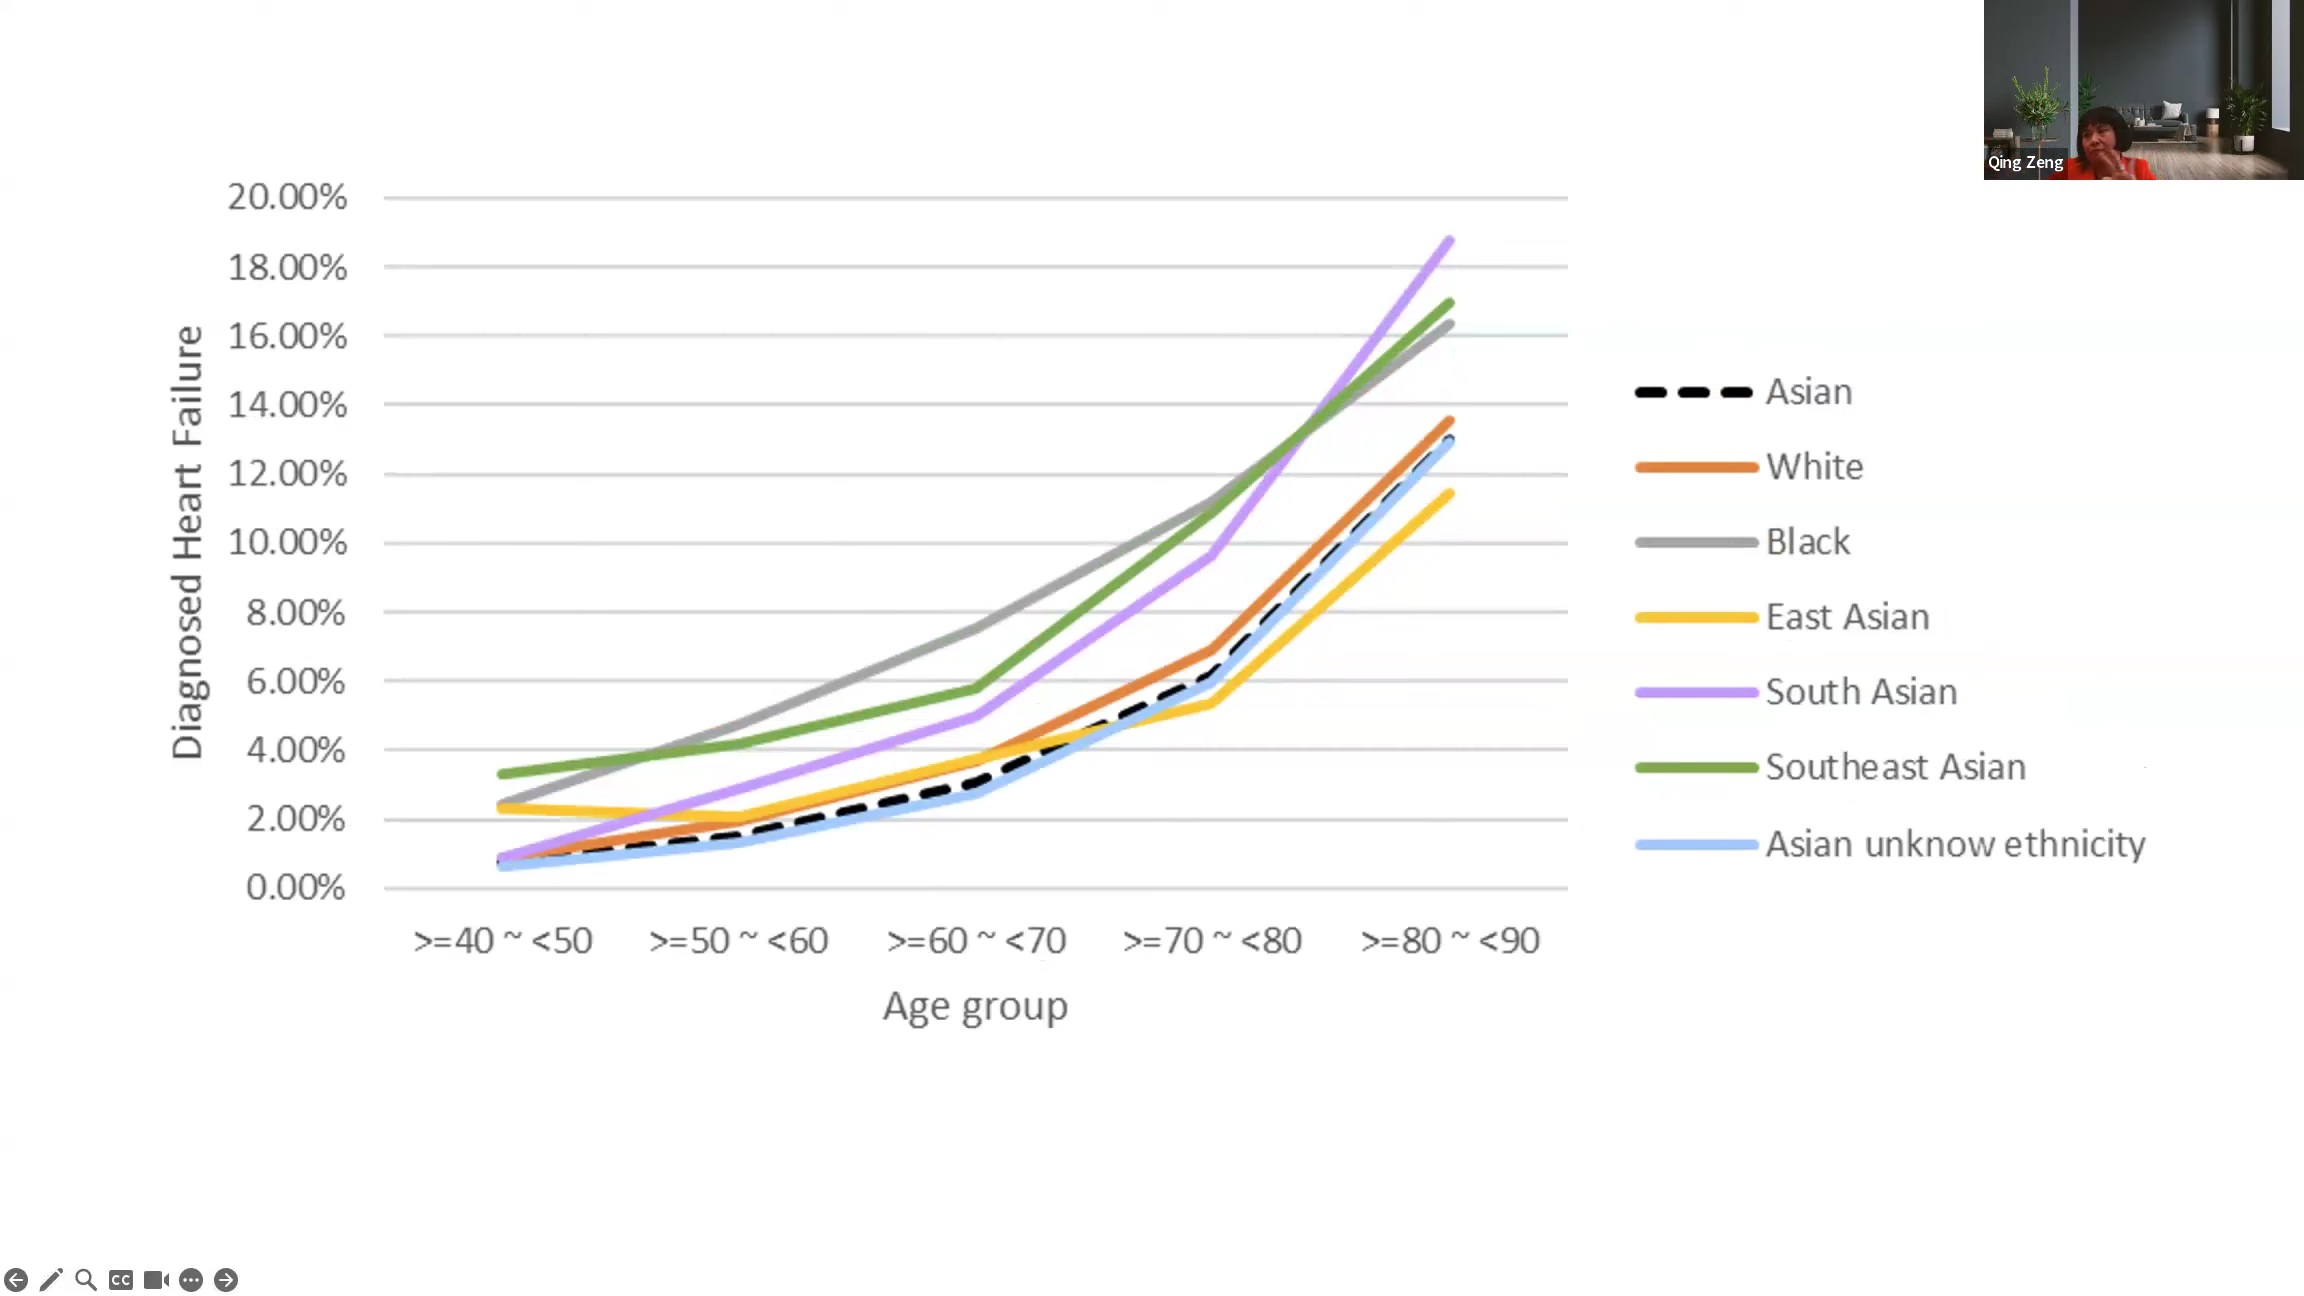 Qing Zeng
20.00%
18.00%
16.00%
14.00%
12.00%
10.00%
8.00%
6.00%
4.00%
2.00%
0.00%
Diagnosed Heart Failure
>=40 ~ <50
>=50 ~ <60
>=60 ~ <70
>=70 ~ <80
>=80 ~ <90
Age group
Asian
White
Black
East Asian
South Asian
Southeast Asian
Asian unknow ethnicity
CC